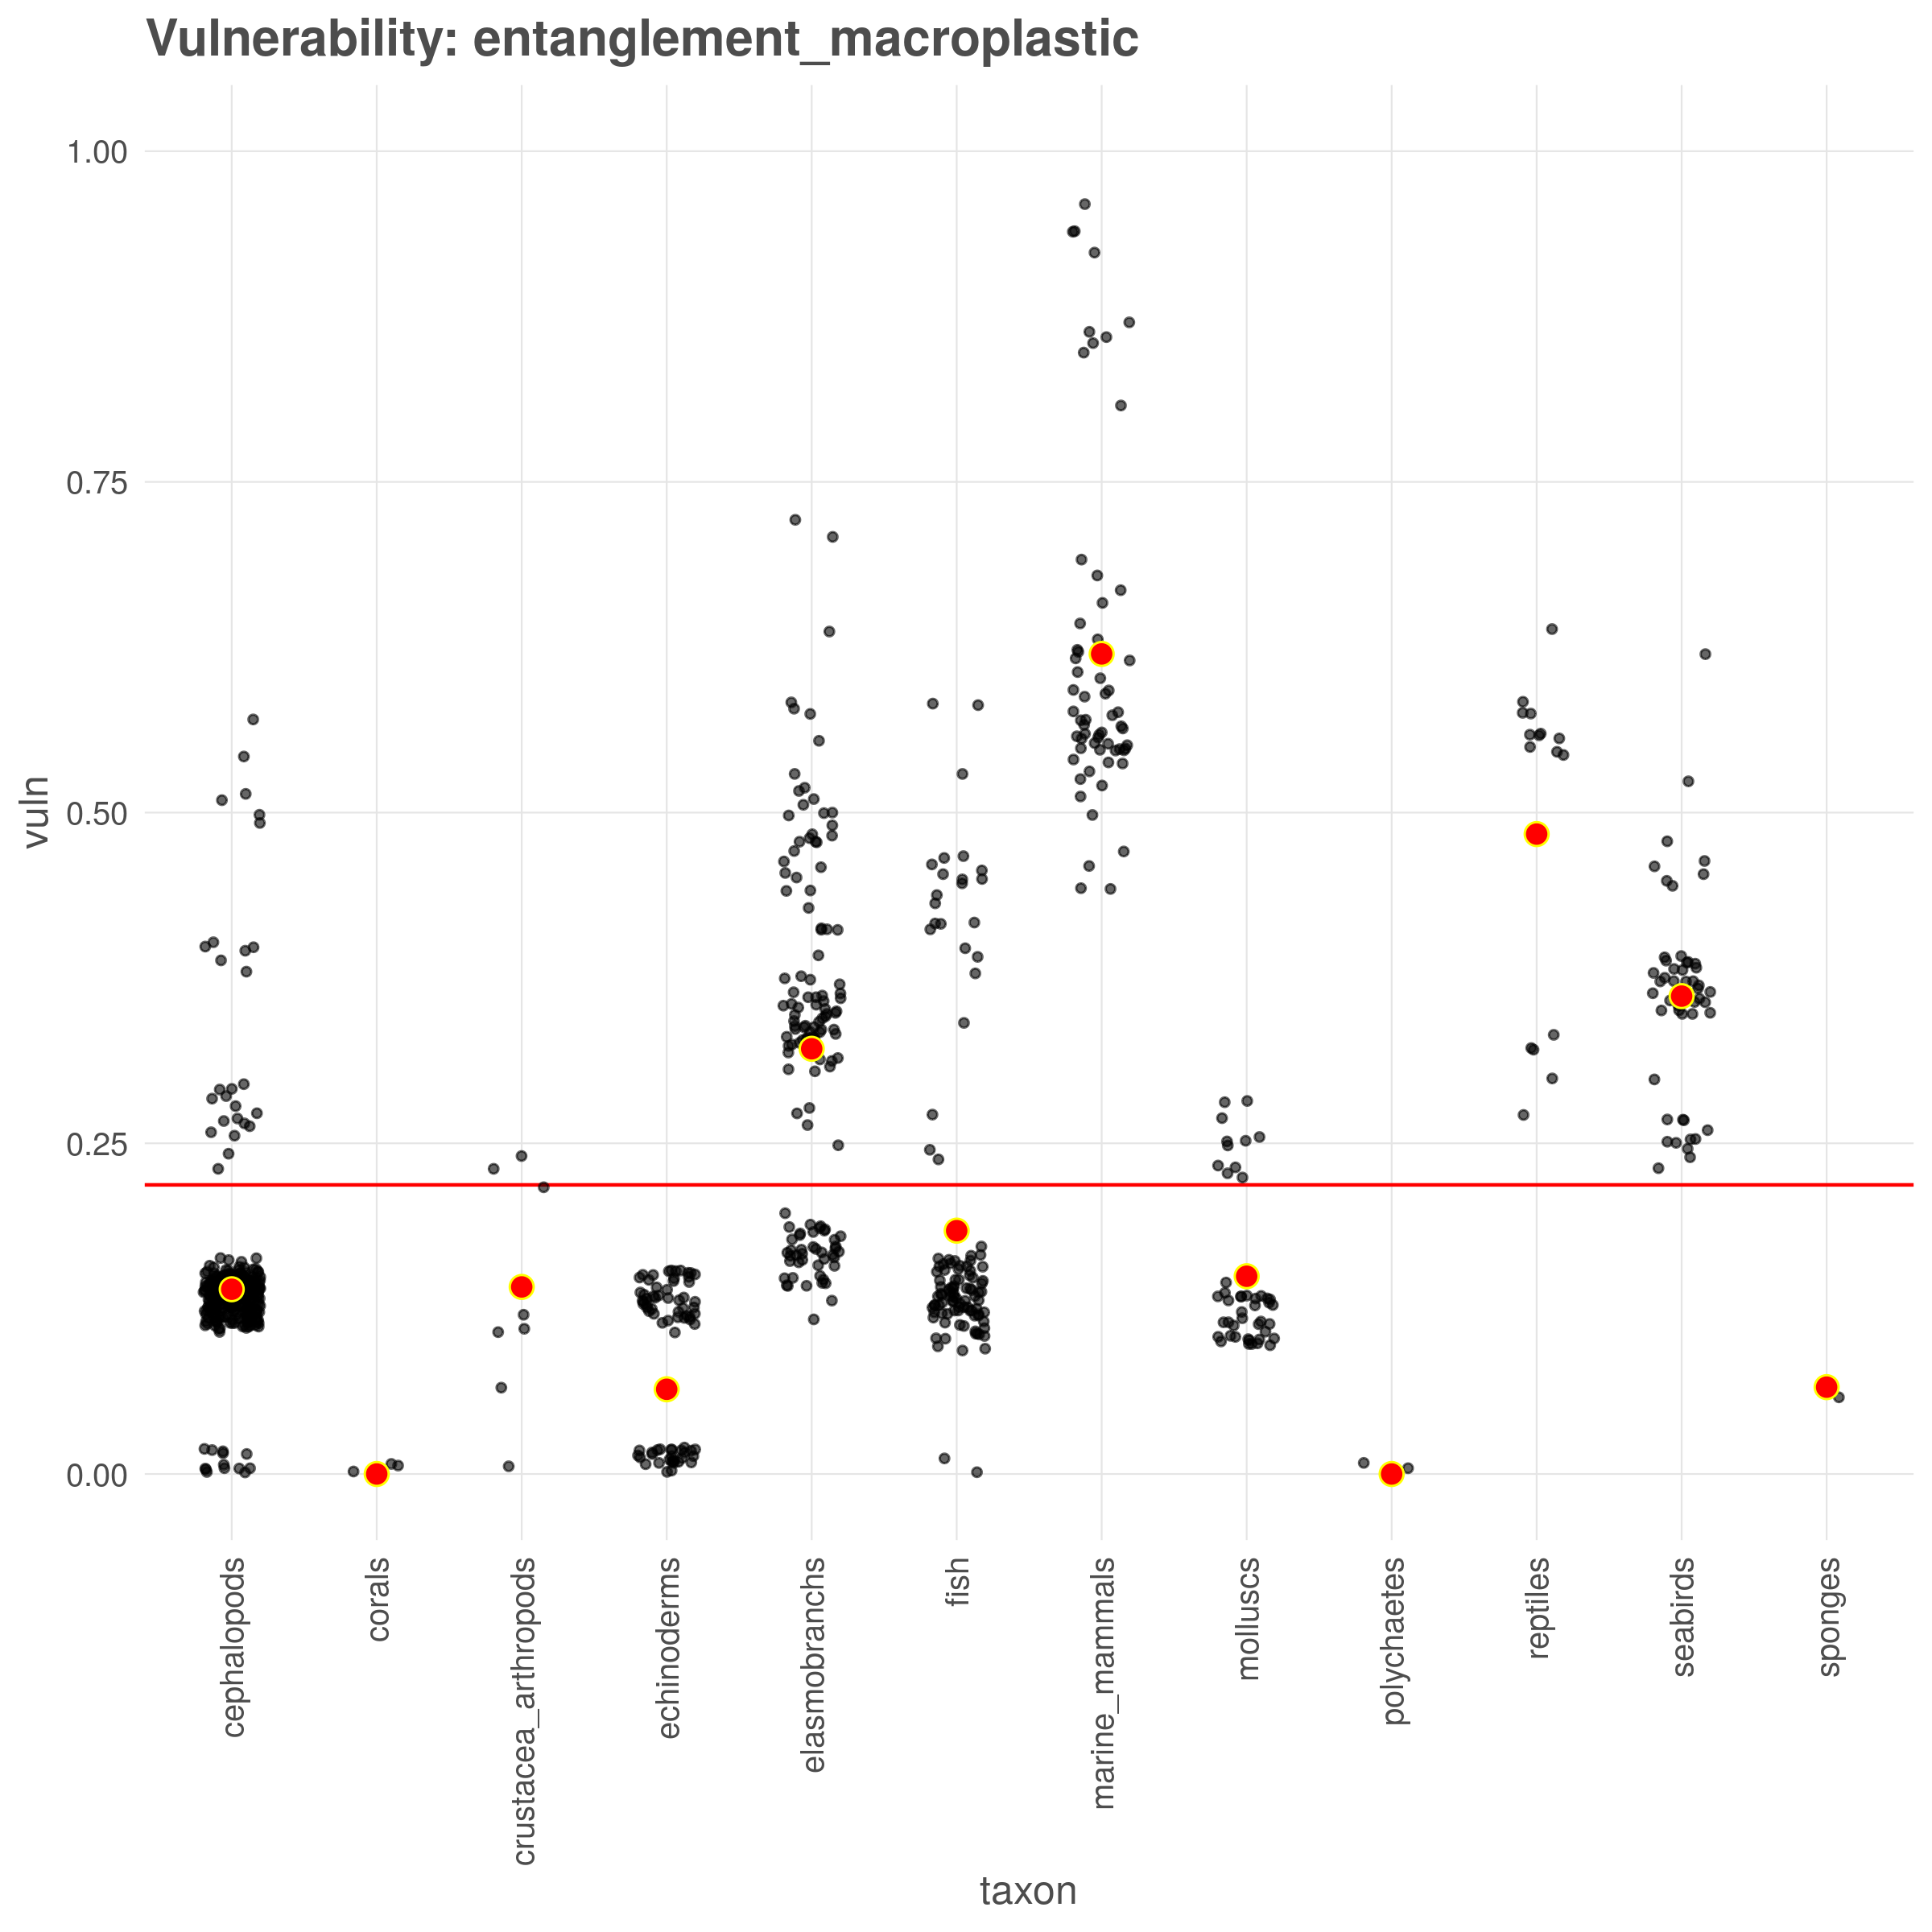 Vulnerability: entanglement_macroplastic
1.00
0.75
0.50
0.25
0.00
vuln
cephalopods
corals
crustacea_arthropods
echinoderms
elasmobranchs
fish
marine_mammals
molluscs
polychaetes
reptiles
seabirds
sponges
taxon